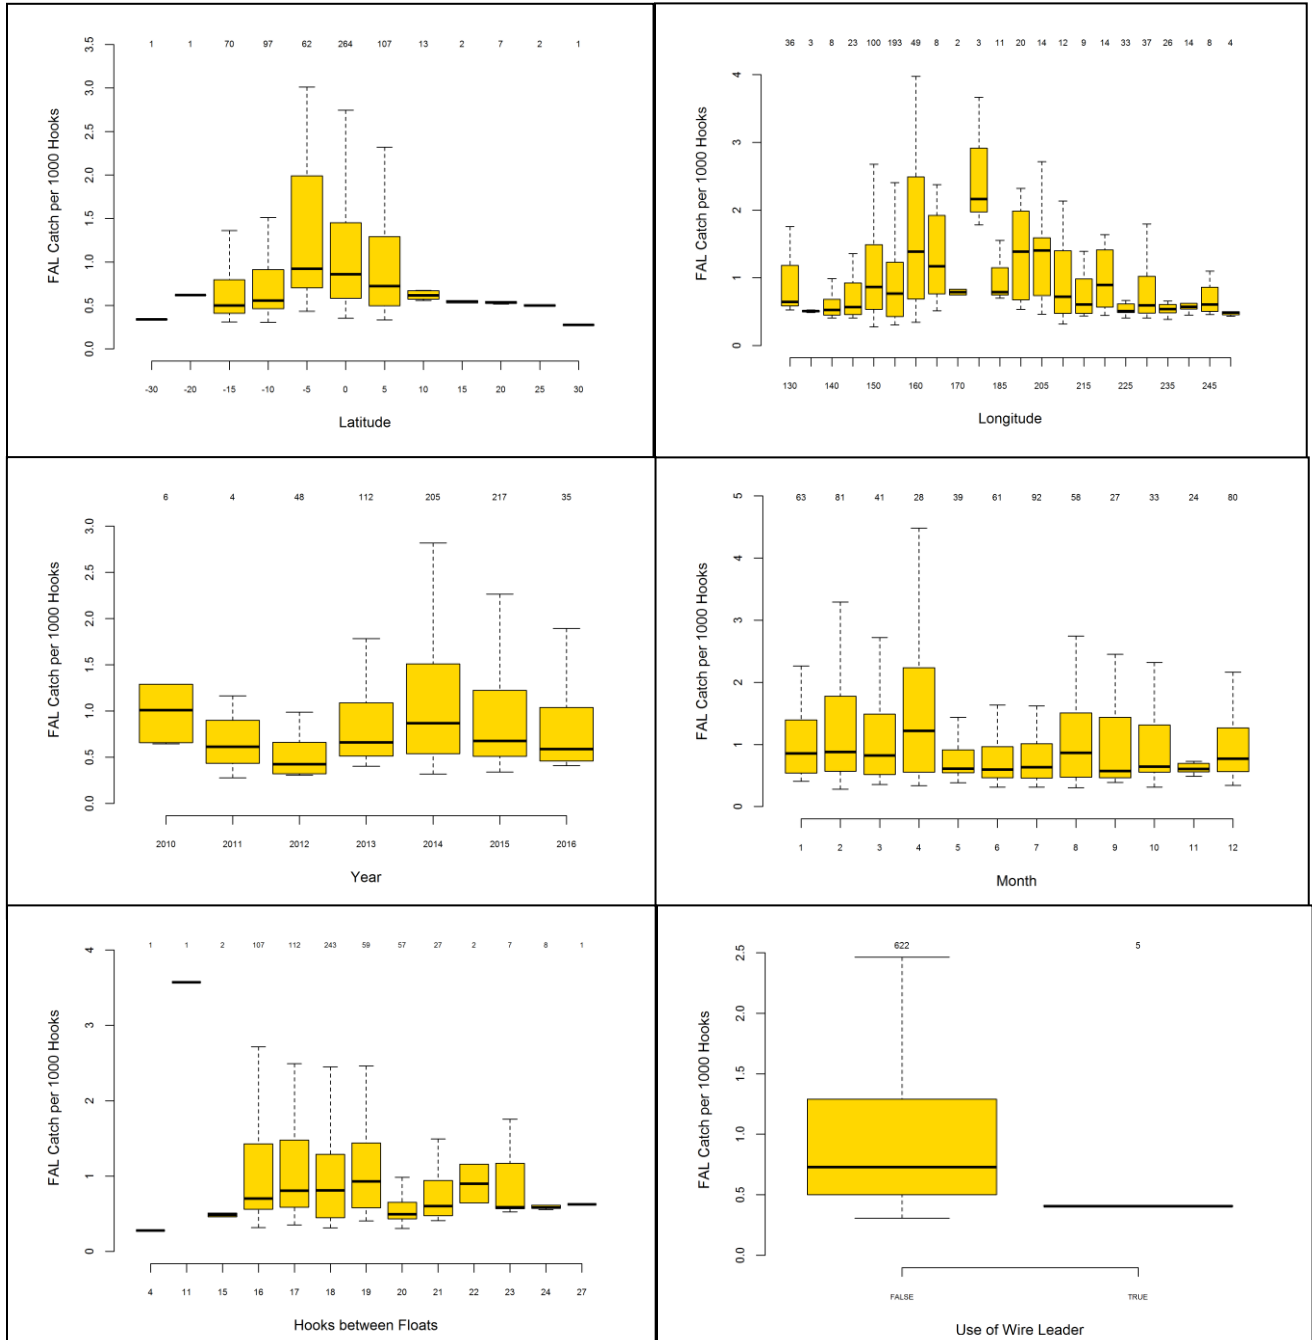 1 1 70 97 62 264 107 13 2 7 2 1
FAL Catch per 1000 Hooks
0.0 0.5 1.0 1.5 2.0 2.5 3.0 3.5
-30 -20 -15 -10 -5 0 5 10 15 20 25 30
Latitude
36 3 8 23 100 193 49 8 2 3 11 20 14 12 9 14 33 37 26 14 8 4
FAL Catch per 1000 Hooks
0 1 2 3 4
130 140 150 160 170 185 205 215 225 235 245
Longitude
6 4 48 112 205 217 35
FAL Catch per 1000 Hooks
0.0 0.5 1.0 1.5 2.0 2.5 3.0
2010 2011 2012 2013 2014 2015 2016
Year
63 81 41 28 39 61 92 58 27 33 24 80
FAL Catch per 1000 Hooks
0 1 2 3 4 5
1 2 3 4 5 6 7 8 9 10 11 12
Month
1 1 2 107 112 243 59 57 27 2 7 8 1
FAL Catch per 1000 Hooks
0 1 2 3 4
4 11 15 16 17 18 19 20 21 22 23 24 27
Hooks between Floats
622 5
FAL Catch per 1000 Hooks
0.0 0.5 1.0 1.5 2.0 2.5
FALSE TRUE
Use of Wire Leader